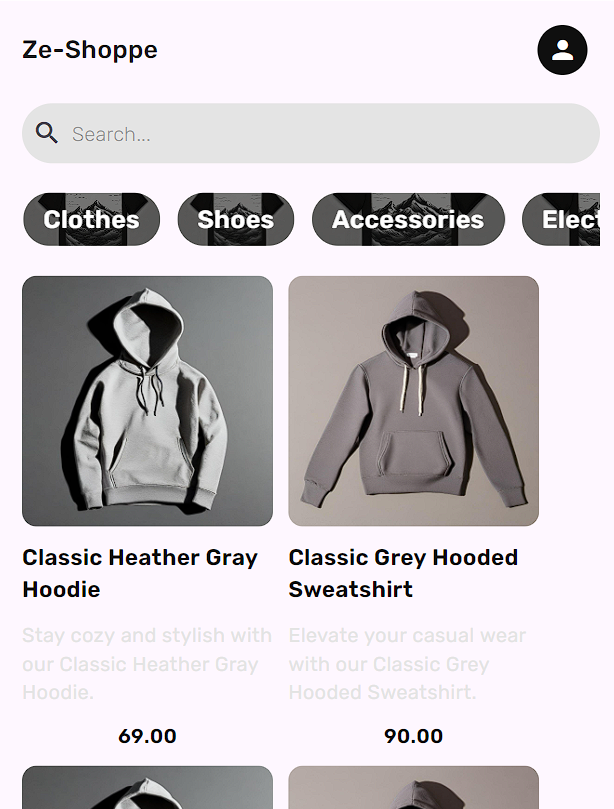 Ze-Shoppe
Search...
Clothes
Shoes
Accessories
Elect
Classic Heather Gray
Hoodie
Classic Grey Hooded
Sweatshirt
Stay cozy and stylish with
our Classic Heather Gray
Hoodie.
Elevate your casual wear
with our Classic Grey
Hooded Sweatshirt.
69.00
90.00